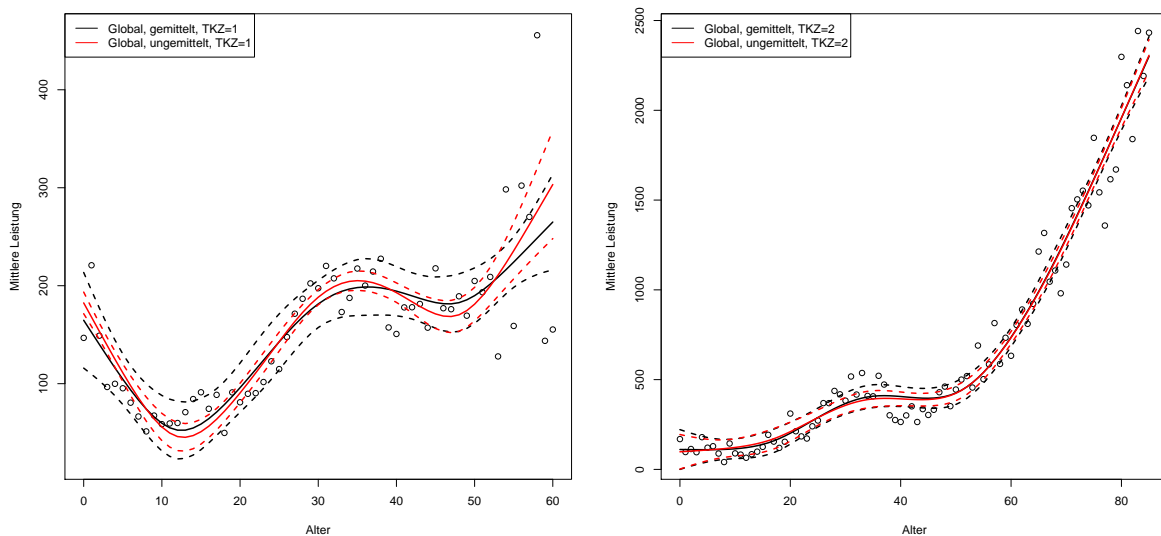 Global, gemittelt, TKZ=1
Global, ungemittelt, TKZ=1
Mittlere Leistung
100
200
300
400
0 10 20 30 40 50 60
Alter
Global, gemittelt, TKZ=2
Global, ungemittelt, TKZ=2
Mittlere Leistung
0
500
1000
1500
2000
2500
0 20 40 60 80
Alter